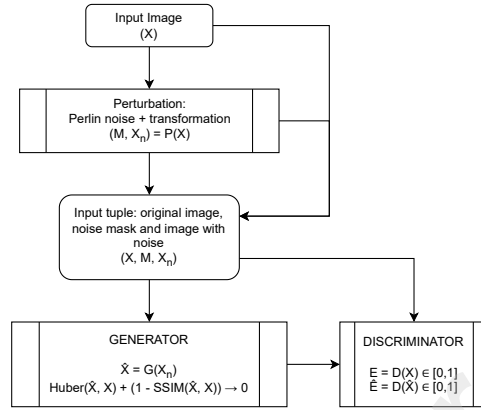 Input Image
(X)
Perturbation:
Perlin noise + transformation
(M, Xₙ) = P(X)
Input tuple: original image,
noise mask and image with
noise
(X, M, Xₙ)
GENERATOR
X̂ = G(Xₙ)
Huber(X̂, X) + (1 - SSIM(X̂, X)) → 0
DISCRIMINATOR
E = D(X) ∈ [0,1]
Ê = D(X̂) ∈ [0,1]